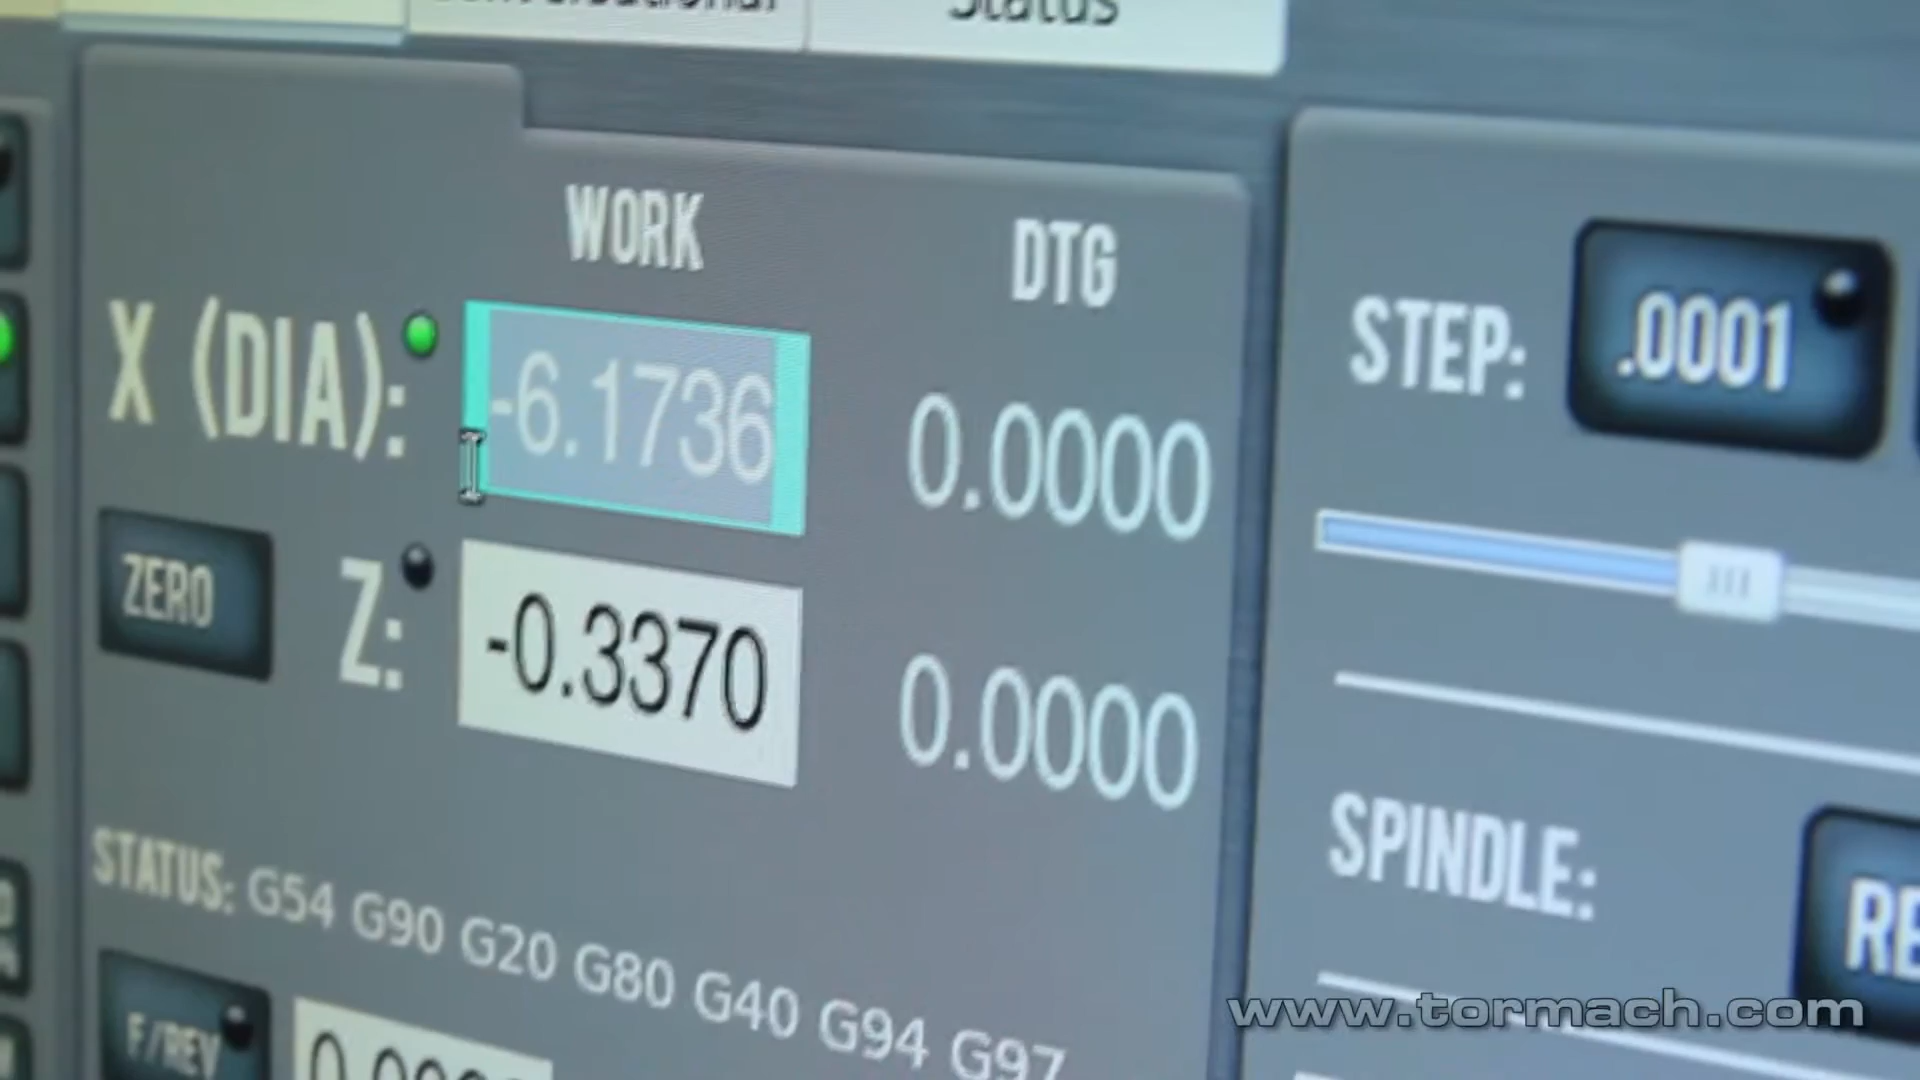 Status
WORK DTG
X (DIA): -6.1736 0.0000
STEP: .0001
ZERO Z: -0.3370 0.0000
SPINDLE:
STATUS: G54 G90 G20 G80 G40 G94 G97
F/REV
www.tormach.com